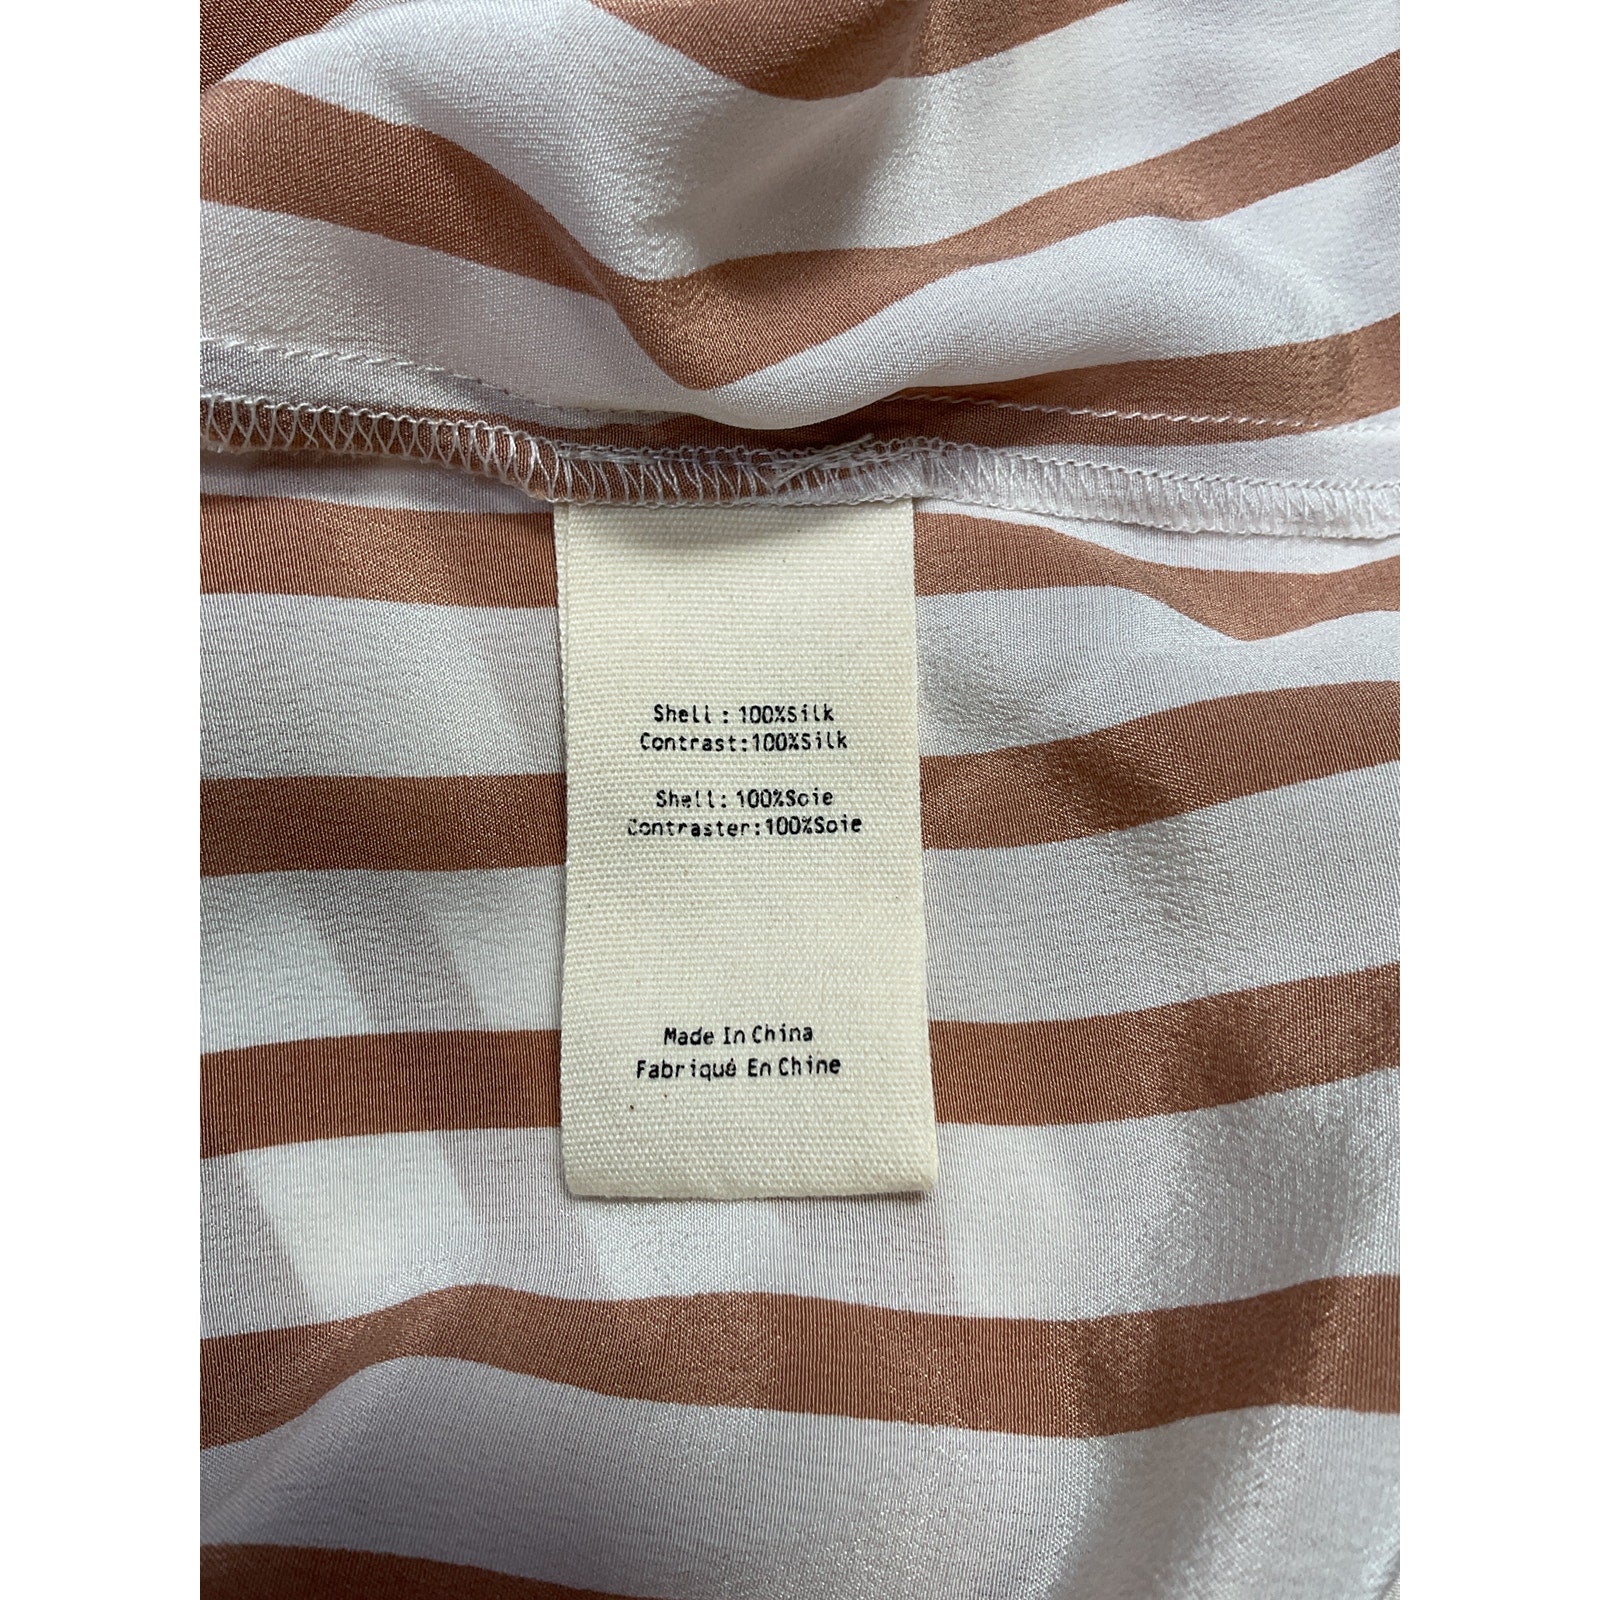 Shell : 100%Silk
Contrast:100%Silk
Shell: 100%Soie
Contraster:100%Soie
Made In China
Fabriqué En Chine